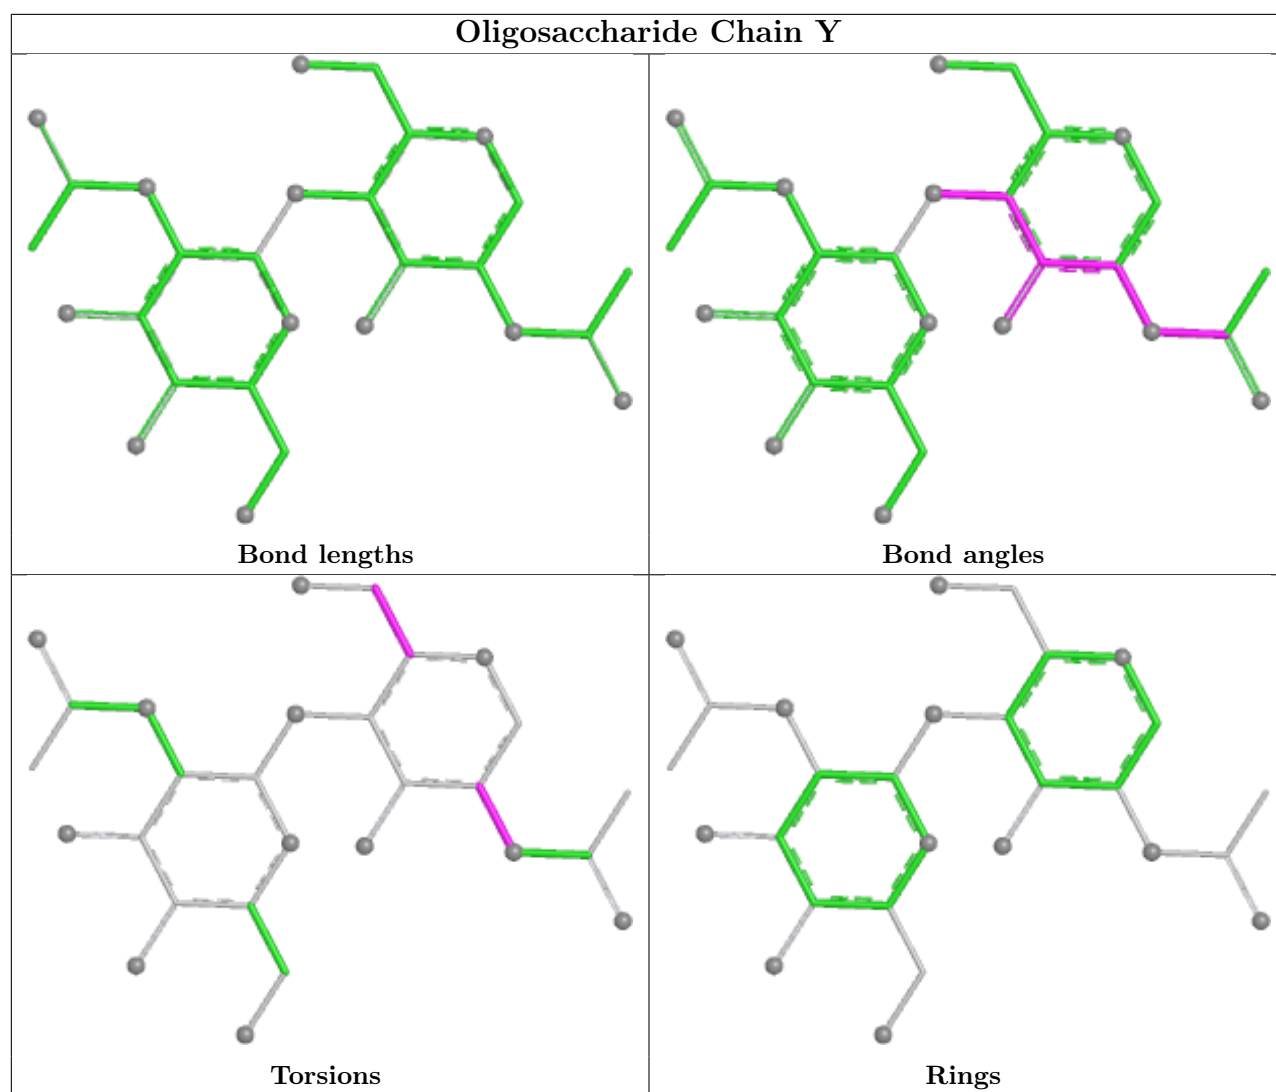 Oligosaccharide Chain Y
Bond lengths
Bond angles
Torsions
Rings